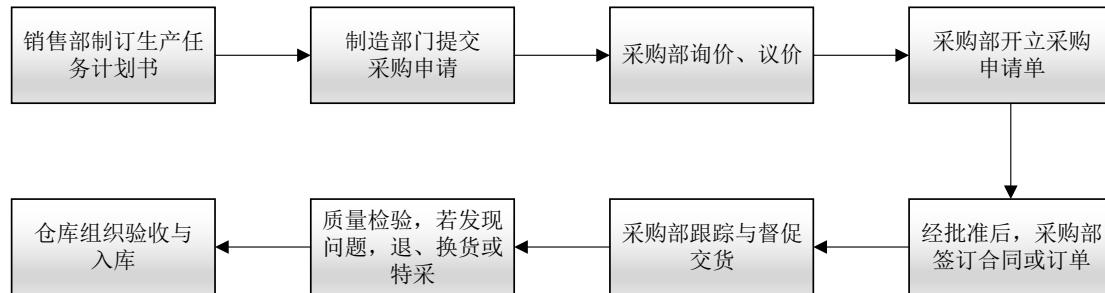 销售部制订生产任
务计划书
制造部门提交
采购申请
采购部询价、议价
采购部开立采购
申请单
经批准后，采购部
签订合同或订单
采购部跟踪与督促
交货
质量检验，若发现
问题，退、换货或
特采
仓库组织验收与
入库